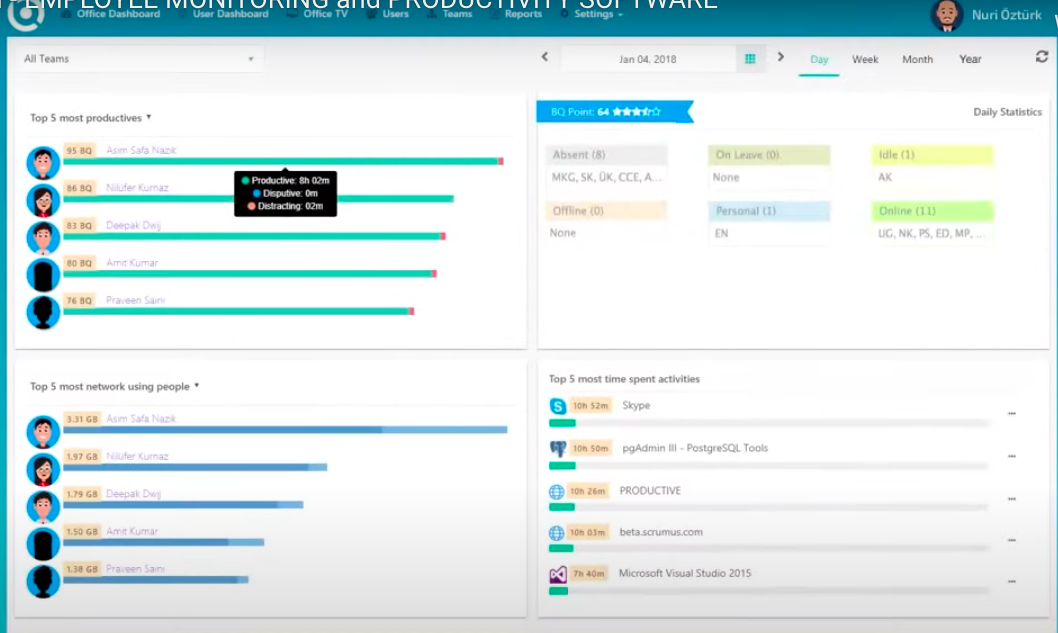 EMPLOYEE MONITORING and PRODUCTIVITY SOFTWARE
Office Dashboard User Dashboard Office TV Users Teams Reports Settings
Nuri Öztürk
All Teams
Jan 04, 2018
Day Week Month Year
Top 5 most productives
95 BQ Asım Safa Nazik
86 BQ Nilüfer Kurnaz
83 BQ Deepak Dwij
80 BQ Amit Kumar
76 BQ Praveen Saini
Productive: 8h 02m
Disputive: 0m
Distracting: 02m
BQ Point: 64
Daily Statistics
Absent (8)
MKG, SK, ÜK, CCE, A...
On Leave (0)
None
Idle (1)
AK
Offline (0)
None
Personal (1)
EN
Online (11)
UG, NK, PS, ED, MP, ...
Top 5 most network using people
3.31 GB Asım Safa Nazik
1.97 GB Nilüfer Kurnaz
1.79 GB Deepak Dwij
1.50 GB Amit Kumar
1.38 GB Praveen Saini
Top 5 most time spent activities
10h 52m Skype
10h 50m pgAdmin III - PostgreSQL Tools
10h 26m PRODUCTIVE
10h 03m beta.scrumus.com
7h 40m Microsoft Visual Studio 2015